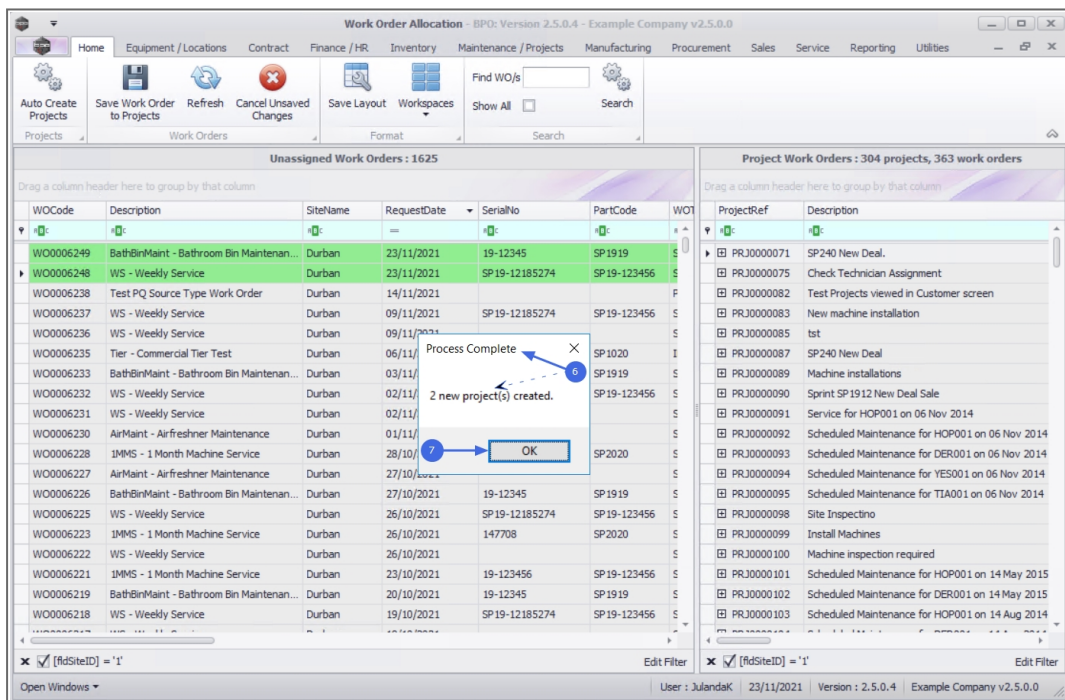 Work Order Allocation - BPO: Version 2.5.0.4 - Example Company v2.5.0.0
Home Equipment / Locations Contract Finance / HR Inventory Maintenance / Projects Manufacturing Procurement Sales Service Reporting Utilities
Auto Create Projects
Save Work Order to Projects
Refresh
Cancel Unsaved Changes
Save Layout
Workspaces
Find WO/s
Show All
Search
Projects Work Orders Format Search
Unassigned Work Orders : 1625
Drag a column header here to group by that column
WOCode Description SiteName RequestDate SerialNo PartCode WOT
WO0006249 BathBinMaint - Bathroom Bin Maintenan... Durban 23/11/2021 19-12345 SP1919 S
WO0006248 WS - Weekly Service Durban 23/11/2021 SP19-12185274 SP19-123456 S
WO0006238 Test PQ Source Type Work Order Durban 14/11/2021
WO0006237 WS - Weekly Service Durban 09/11/2021 SP19-12185274 SP19-123456 S
WO0006236 WS - Weekly Service Durban 09/11/2021 S
WO0006235 Tier - Commercial Tier Test Durban 06/11/ SP1020
WO0006233 BathBinMaint - Bathroom Bin Maintenan... Durban 03/11/ SP1919 S
WO0006232 WS - Weekly Service Durban 02/11/ SP19-123456 S
WO0006231 WS - Weekly Service Durban 02/11/ S
WO0006230 AirMaint - Airfreshner Maintenance Durban 01/11/ S
WO0006228 1MMS - 1 Month Machine Service Durban 28/10/ SP2020 S
WO0006227 AirMaint - Airfreshner Maintenance Durban 27/10/2021 S
WO0006226 BathBinMaint - Bathroom Bin Maintenan... Durban 27/10/2021 19-12345 SP1919 S
WO0006225 WS - Weekly Service Durban 26/10/2021 SP19-12185274 SP19-123456 S
WO0006223 1MMS - 1 Month Machine Service Durban 26/10/2021 147708 SP2020 S
WO0006222 WS - Weekly Service Durban 26/10/2021 S
WO0006221 1MMS - 1 Month Machine Service Durban 23/10/2021 19-123456 SP19-123456 S
WO0006219 BathBinMaint - Bathroom Bin Maintenan... Durban 20/10/2021 19-12345 SP1919 S
WO0006218 WS - Weekly Service Durban 19/10/2021 SP19-12185274 SP19-123456 S
[fldSiteID] = '1' Edit Filter
Process Complete
6
2 new project(s) created.
7
OK
Project Work Orders : 304 projects, 363 work orders
Drag a column header here to group by that column
ProjectRef Description
PRJ0000071 SP240 New Deal.
PRJ0000075 Check Technician Assignment
PRJ0000082 Test Projects viewed in Customer screen
PRJ0000083 New machine installation
PRJ0000085 tst
PRJ0000087 SP240 New Deal
PRJ0000089 Machine installations
PRJ0000090 Sprint SP1912 New Deal Sale
PRJ0000091 Service for HOP001 on 06 Nov 2014
PRJ0000092 Scheduled Maintenance for HOP001 on 06 Nov 2014
PRJ0000093 Scheduled Maintenance for DER001 on 06 Nov 2014
PRJ0000094 Scheduled Maintenance for YES001 on 06 Nov 2014
PRJ0000095 Scheduled Maintenance for TIA001 on 06 Nov 2014
PRJ0000098 Site Inspectino
PRJ0000099 Install Machines
PRJ0000100 Machine inspection required
PRJ0000101 Scheduled Maintenance for HOP001 on 14 May 2015
PRJ0000102 Scheduled Maintenance for DER001 on 14 May 2015
PRJ0000103 Scheduled Maintenance for HOP001 on 14 Aug 2014
[fldSiteID] = '1' Edit Filter
Open Windows User : JulandaK 23/11/2021 Version : 2.5.0.4 Example Company v2.5.0.0